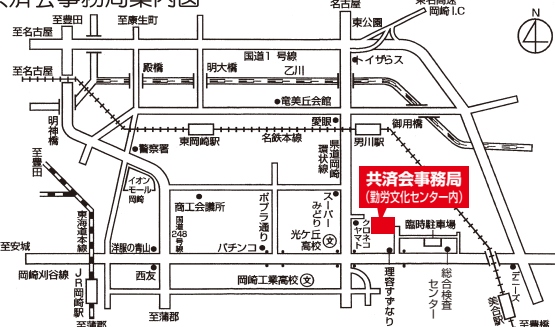 共済会事務局案内図
至豊田
至康生町
名古屋
東名高速
岡崎I.C
至名古屋
東公園
N
国道1号線
トイザらス
至名古屋
殿橋
明大橋
乙川
竜美丘会館
愛眼
御用橋
明神橋
東岡崎駅
名鉄本線
男川駅
警察署
県道岡崎
環状線
至豊田
イオン
モール
岡崎
共済会事務局
(勤労文化センター内)
商工会議所
ポプラ通り
スーパー
みどり
光ケ丘
高校
文
クロネコ
ヤマト
臨時駐車場
東海道本線
国道
248
号線
至安城
洋服の青山
パチンコ
岡崎刈谷線
JR岡崎駅
西友
岡崎工業高校
文
理容すずなり
総合検査
センター
デニーズ
美合駅
至蒲郡
至蒲郡
至豊橋